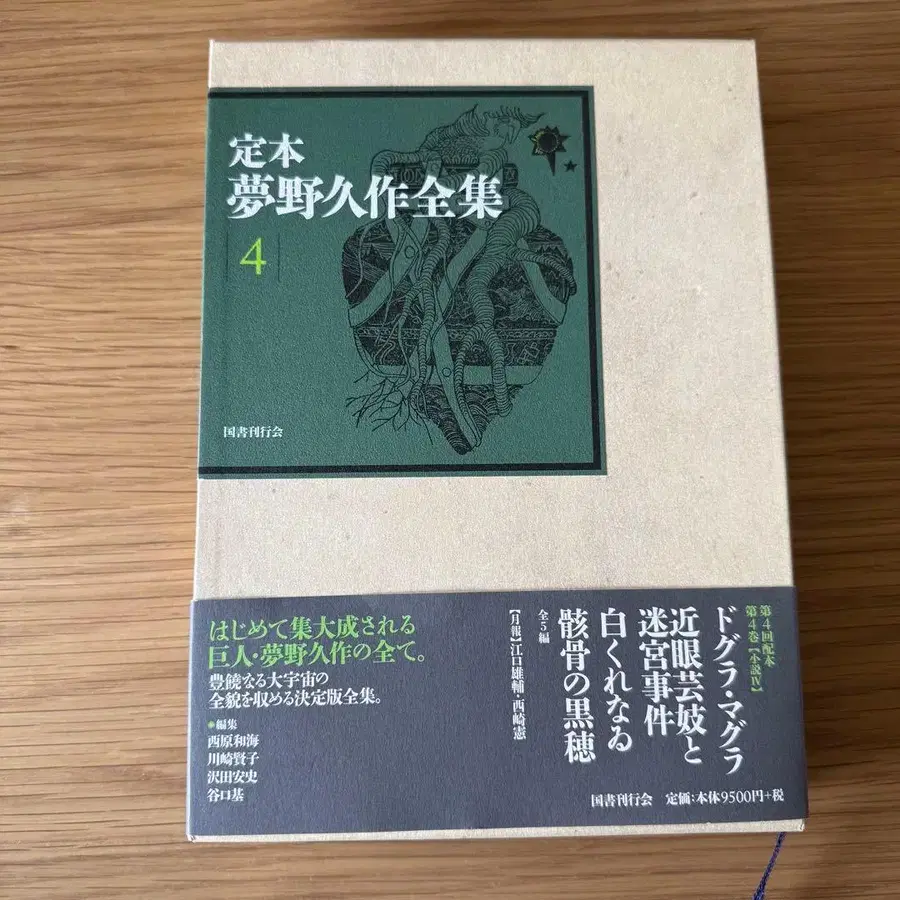 定本
夢野久作全集
4
国書刊行会
はじめて集大成される
巨人・夢野久作の全て。
豊饒なる大宇宙の
全貌を収める決定版全集。
編集
西原和海
川崎賢子
沢田安史
谷口基
第4回配本
第4巻【小説Ⅳ】
ドグラ・マグラ
近眼芸妓と
迷宮事件
白くれなゐ
骸骨の黒穂
全5編
【月報】江口雄輔・西崎憲
国書刊行会 定価:本体9500円+税